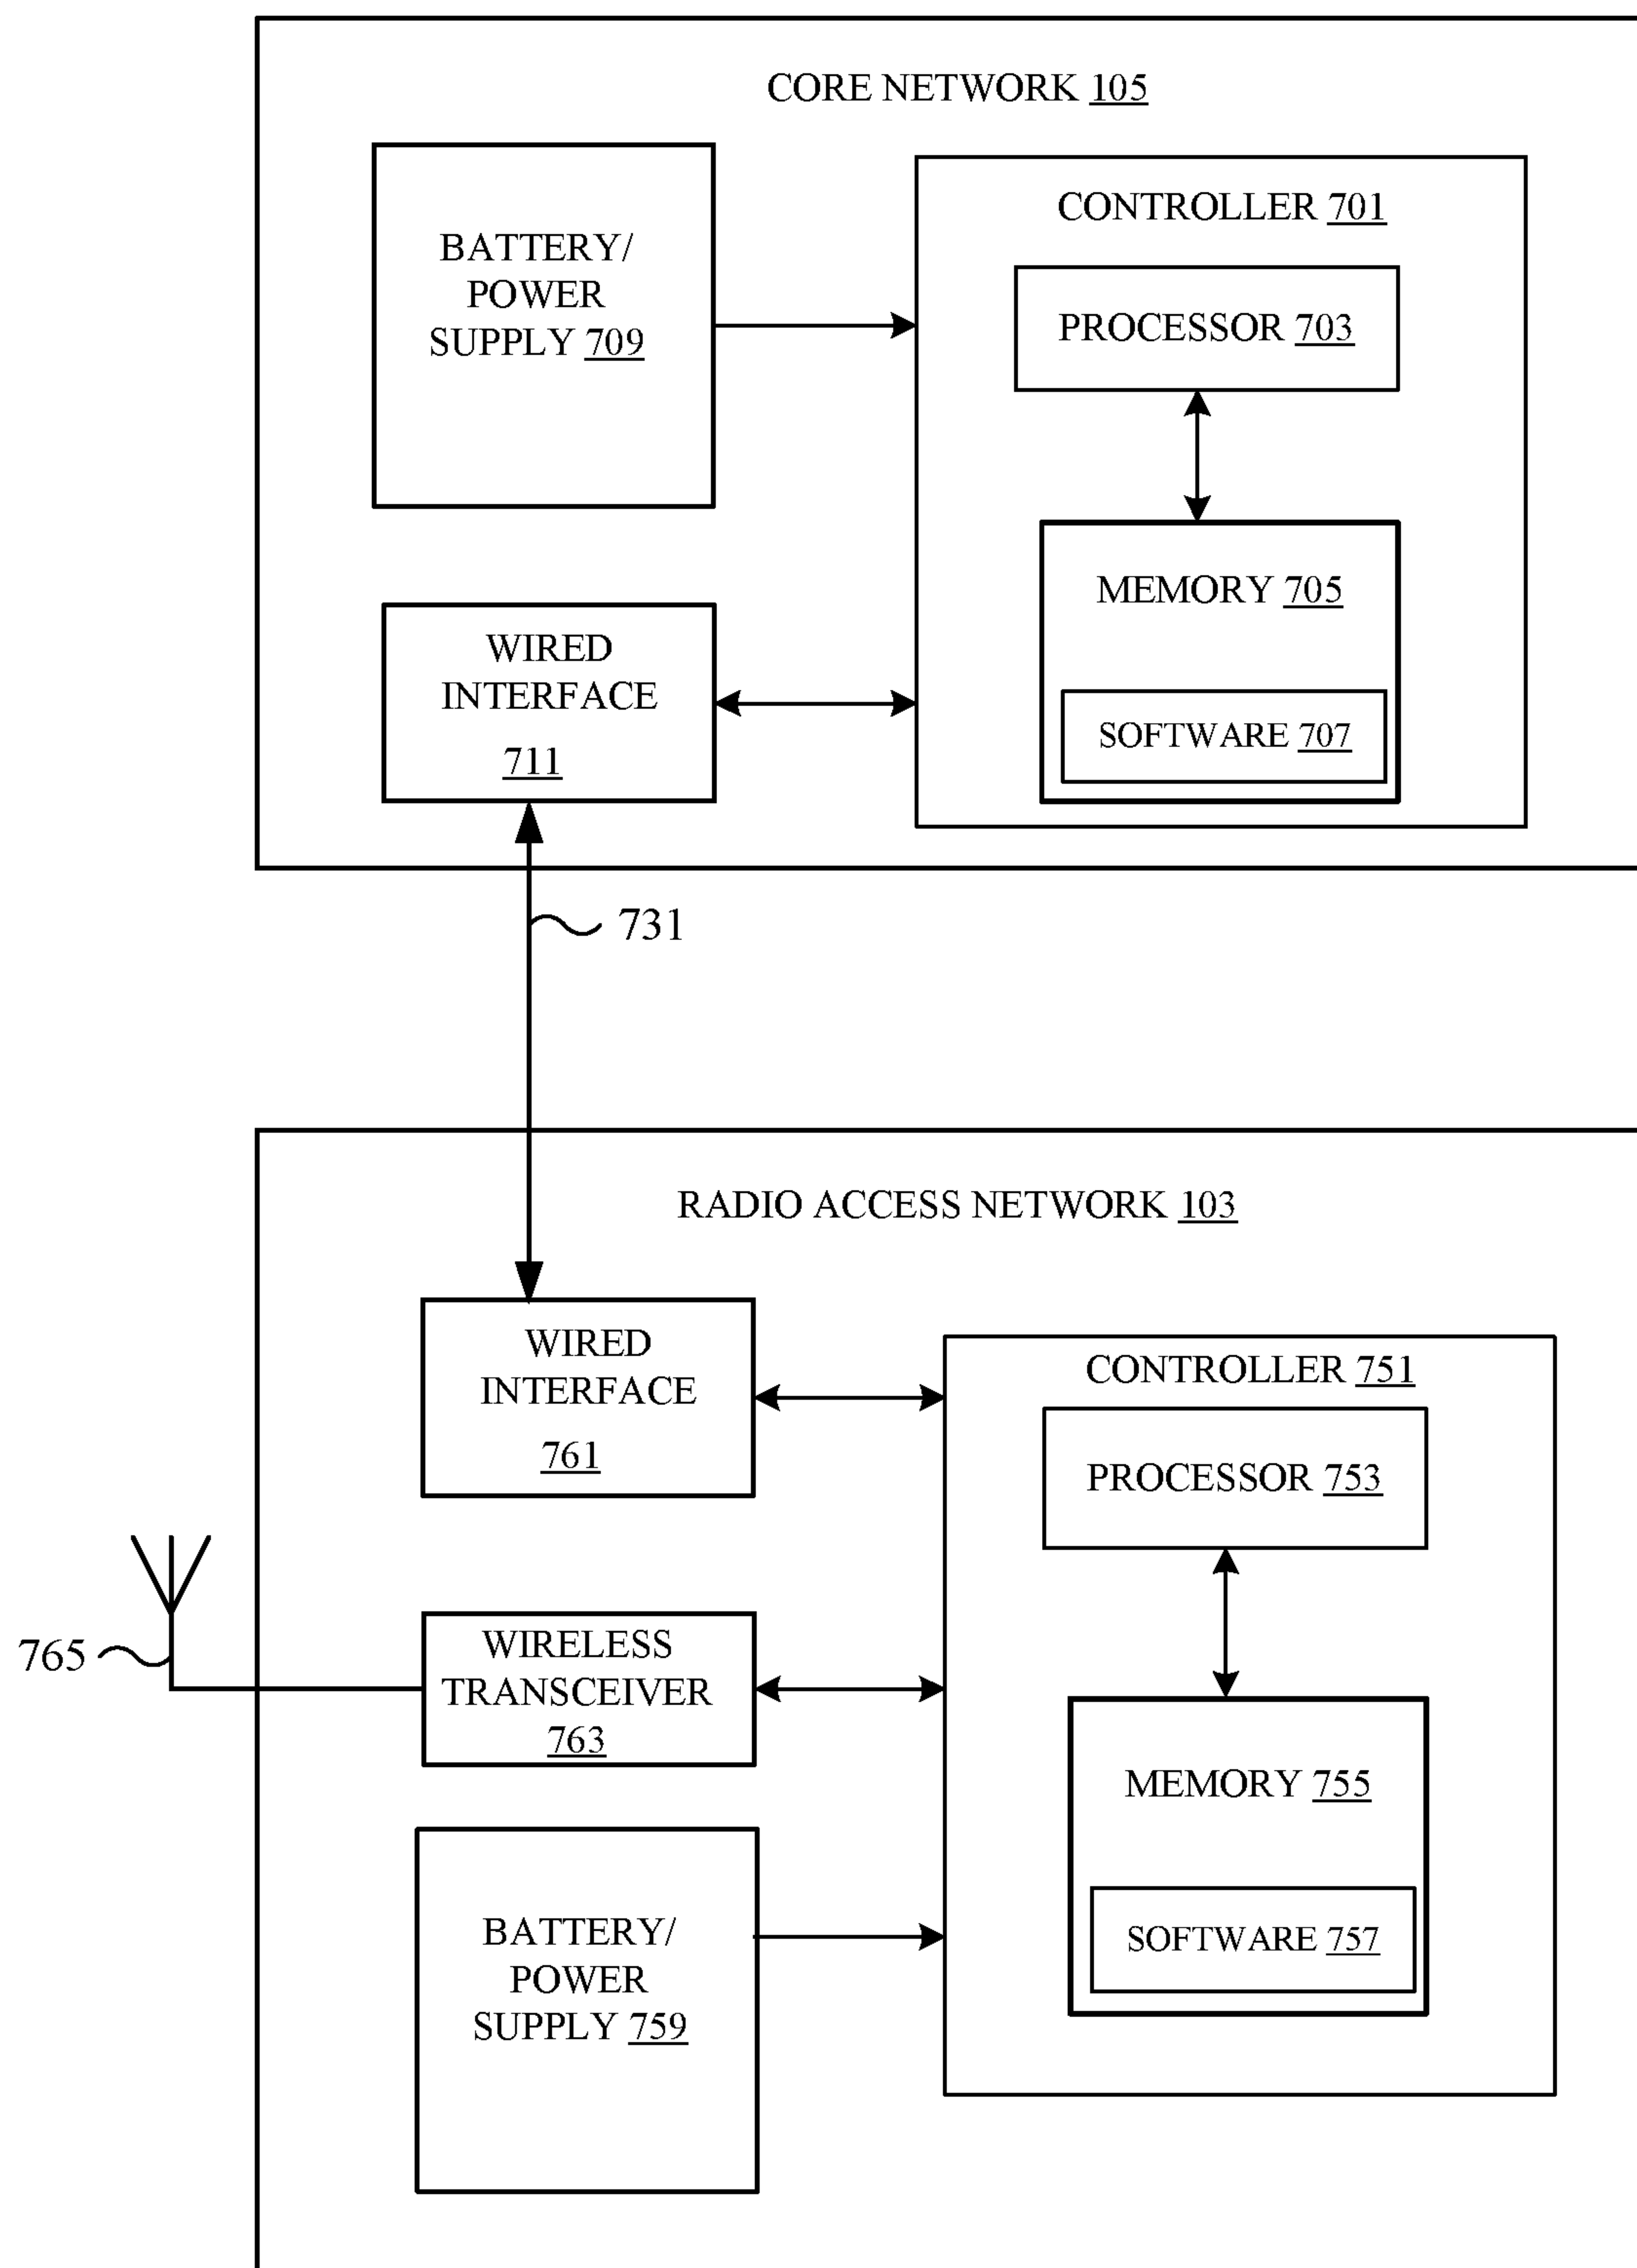 CORE NETWORK 105
BATTERY/
POWER
SUPPLY 709
CONTROLLER 701
PROCESSOR 703
MEMORY 705
SOFTWARE 707
WIRED
INTERFACE
711
731
RADIO ACCESS NETWORK 103
WIRED
INTERFACE
761
CONTROLLER 751
PROCESSOR 753
765
WIRELESS
TRANSCEIVER
763
MEMORY 755
SOFTWARE 757
BATTERY/
POWER
SUPPLY 759